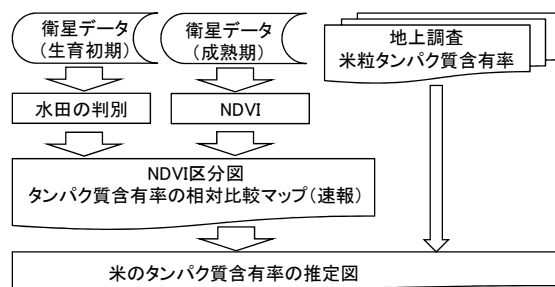 衛星データ
(生育初期)
衛星データ
(成熟期)
地上調査
米粒タンパク質含有率
水田の判別
NDVI
NDVI区分図
タンパク質含有率の相対比較マップ(速報)
米のタンパク質含有率の推定図